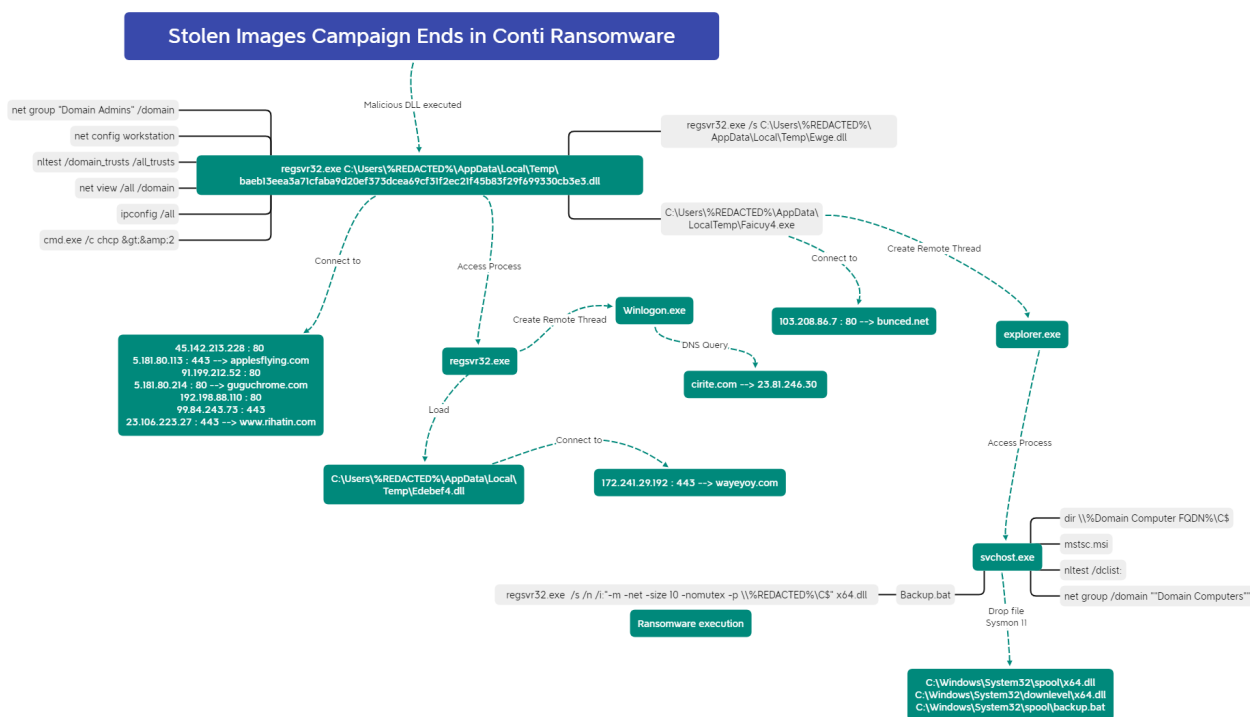 Stolen Images Campaign Ends in Conti Ransomware
Malicious DLL executed
net group "Domain Admins" /domain
net config workstation
nltest /domain_trusts /all_trusts
net view /all /domain
ipconfig /all
cmd.exe /c chcp &gt;&amp;2
regsvr32.exe C:\Users\%REDACTED%\AppData\Local\Temp\
baeb13eea3a71cfaba9d20ef373dcea69cf31f2ec21f45b83f29f699330cb3e3.dll
regsvr32.exe /s C:\Users\%REDACTED%\
AppData\Local\Temp\Ewge.dll
C:\Users\%REDACTED%\AppData\
LocalTemp\Faicuy4.exe
Connect to
Access Process
Connect to
Create Remote Thread
45.142.213.228 : 80
5.181.80.113 : 443 --> applesflying.com
91.199.212.52 : 80
5.181.80.214 : 80 --> guguchrome.com
192.198.88.110 : 80
99.84.243.73 : 443
23.106.223.27 : 443 --> www.rihatin.com
regsvr32.exe
Create Remote Thread
Winlogon.exe
DNS Query
cirite.com --> 23.81.246.30
103.208.86.7 : 80 --> bunced.net
explorer.exe
Load
C:\Users\%REDACTED%\AppData\Local\
Temp\Edebef4.dll
Connect to
172.241.29.192 : 443 --> wayeyoy.com
Access Process
svchost.exe
dir \\%Domain Computer FQDN%\C$
mstsc.msi
nltest /dclist:
net group /domain ""Domain Computers""
regsvr32.exe  /s /n /i:"-m -net -size 10 -nomutex -p \\%REDACTED%\C$" x64.dll
Backup.bat
Ransomware execution
Drop file
Sysmon 11
C:\Windows\System32\spool\x64.dll
C:\Windows\System32\downlevel\x64.dll
C:\Windows\System32\spool\backup.bat